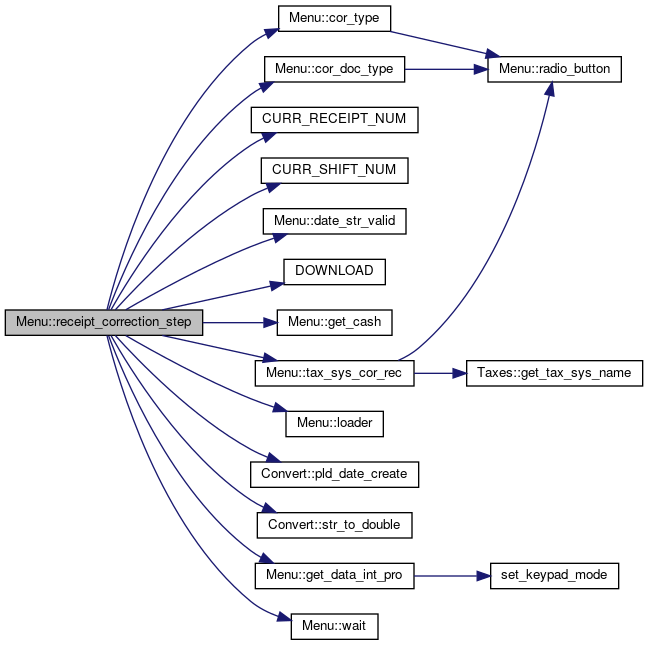 Menu::cor_type
Menu::cor_doc_type
Menu::radio_button
CURR_RECEIPT_NUM
CURR_SHIFT_NUM
Menu::date_str_valid
DOWNLOAD
Menu::receipt_correction_step
Menu::get_cash
Menu::tax_sys_cor_rec
Taxes::get_tax_sys_name
Menu::loader
Convert::pld_date_create
Convert::str_to_double
Menu::get_data_int_pro
set_keypad_mode
Menu::wait